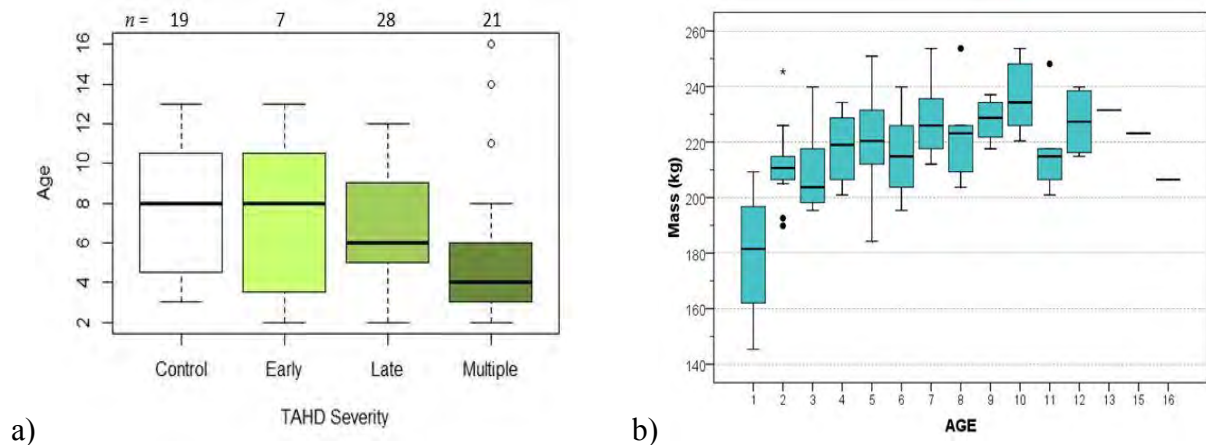 n = 19 7 28 21
Age
16
14
12
10
8
6
4
2
Control Early Late Multiple
TAHD Severity
a)
Mass (kg)
260
240
220
200
180
160
140
*
1 2 3 4 5 6 7 8 9 10 11 12 13 15 16
AGE
b)